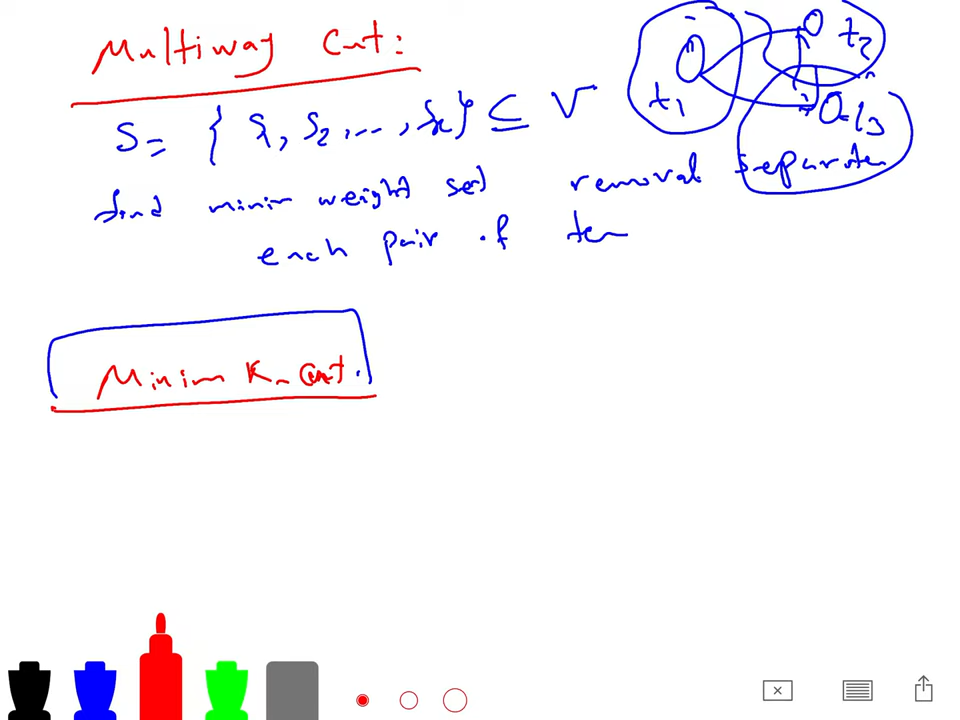 Multiway Cut:
t1
t2
t3
S = { s1, s2, ..., sk } ⊆ V
find minim weight set removal separates
each pair of ter
Minim K-cut.